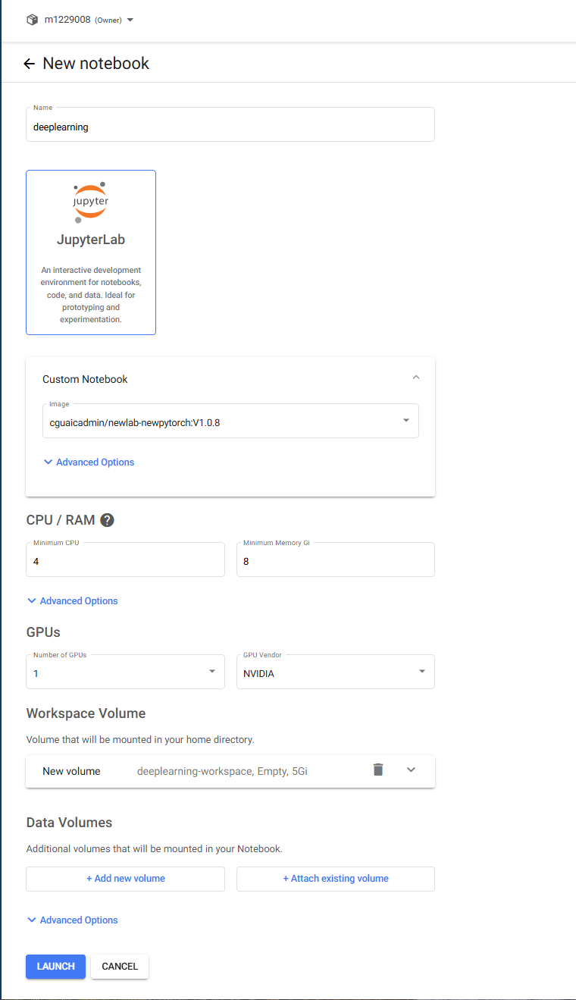 m1229008 (Owner)
New notebook
Name
deeplearning
jupyter
JupyterLab
An interactive development
environment for notebooks,
code, and data. Ideal for
prototyping and
experimentation.
Custom Notebook
Image
cguaicadmin/newlab-newpytorch:V1.0.8
Advanced Options
CPU / RAM ?
Minimum CPU
4
Minimum Memory Gi
8
Advanced Options
GPUs
Number of GPUs
1
GPU Vendor
NVIDIA
Workspace Volume
Volume that will be mounted in your home directory.
New volume deeplearning-workspace, Empty, 5Gi
Data Volumes
Additional volumes that will be mounted in your Notebook.
+ Add new volume
+ Attach existing volume
Advanced Options
LAUNCH
CANCEL